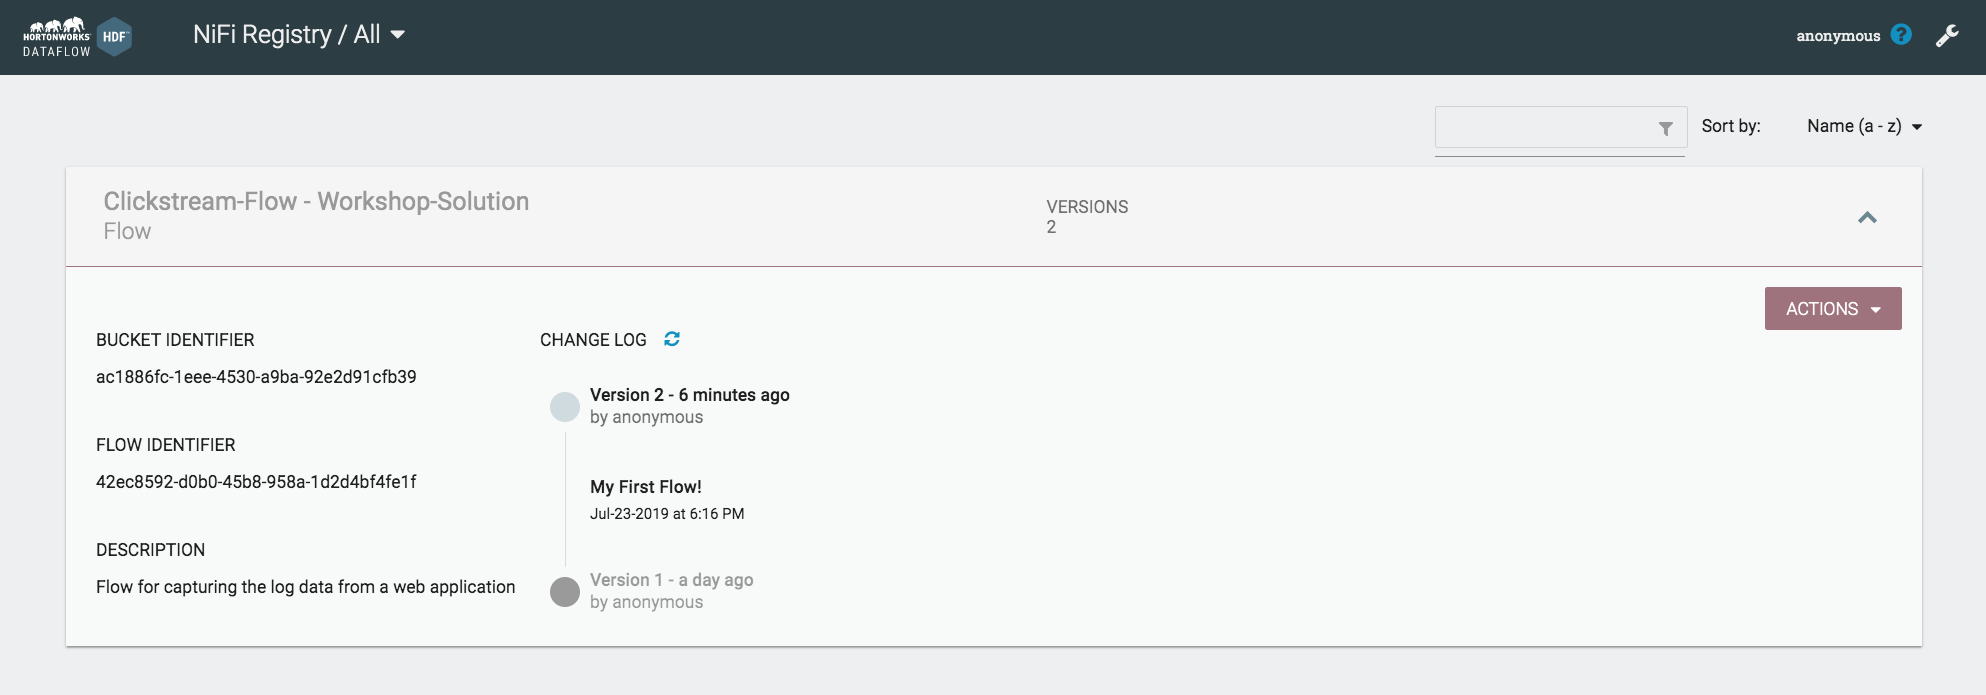 HORTONWORKS
DATAFLOW
HDF
NiFi Registry / All
anonymous
?
Sort by:
Name (a - z)
Clickstream-Flow - Workshop-Solution
Flow
VERSIONS
2
ACTIONS
BUCKET IDENTIFIER
ac1886fc-1eee-4530-a9ba-92e2d91cfb39
FLOW IDENTIFIER
42ec8592-d0b0-45b8-958a-1d2d4bf4fe1f
DESCRIPTION
Flow for capturing the log data from a web application
CHANGE LOG
Version 2 - 6 minutes ago
by anonymous
My First Flow!
Jul-23-2019 at 6:16 PM
Version 1 - a day ago
by anonymous